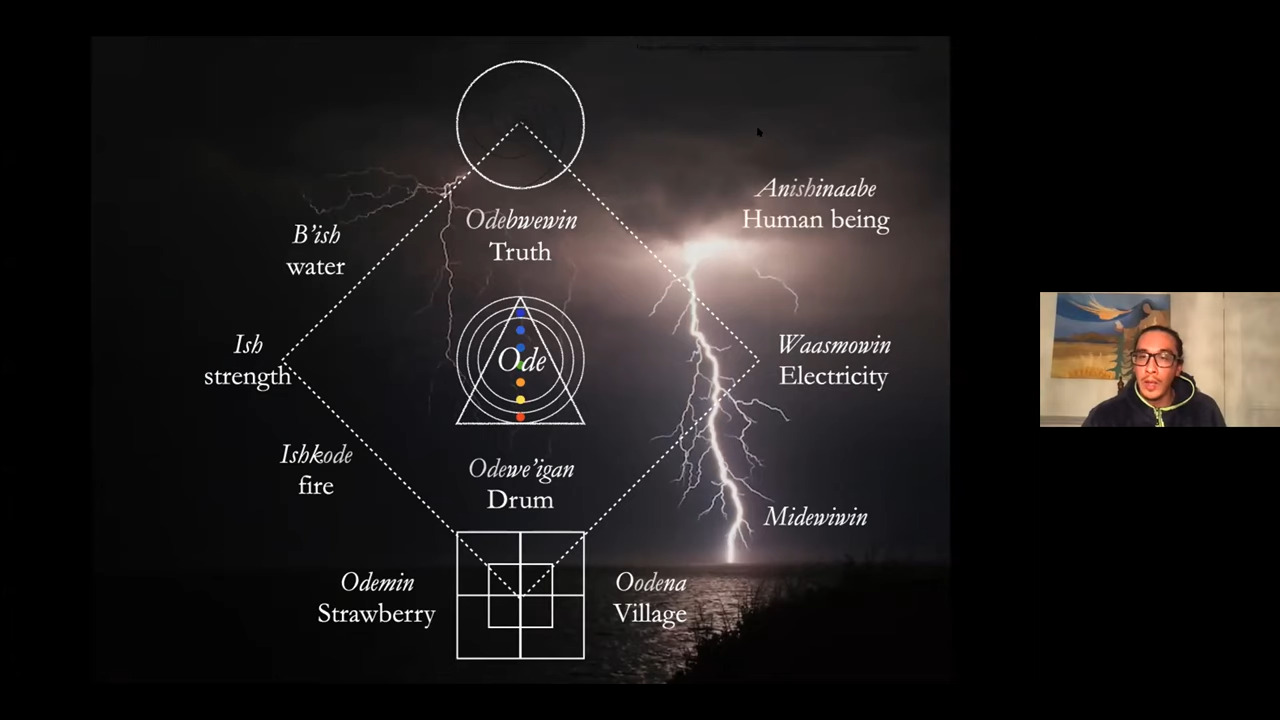 Anishinaabe
Human being
Odebwewin
Truth
B'ish
water
Ish
strength
Ode
Waasmowin
Electricity
Ishkode
fire
Odewe'igan
Drum
Midewiwin
Odemin
Strawberry
Oodena
Village